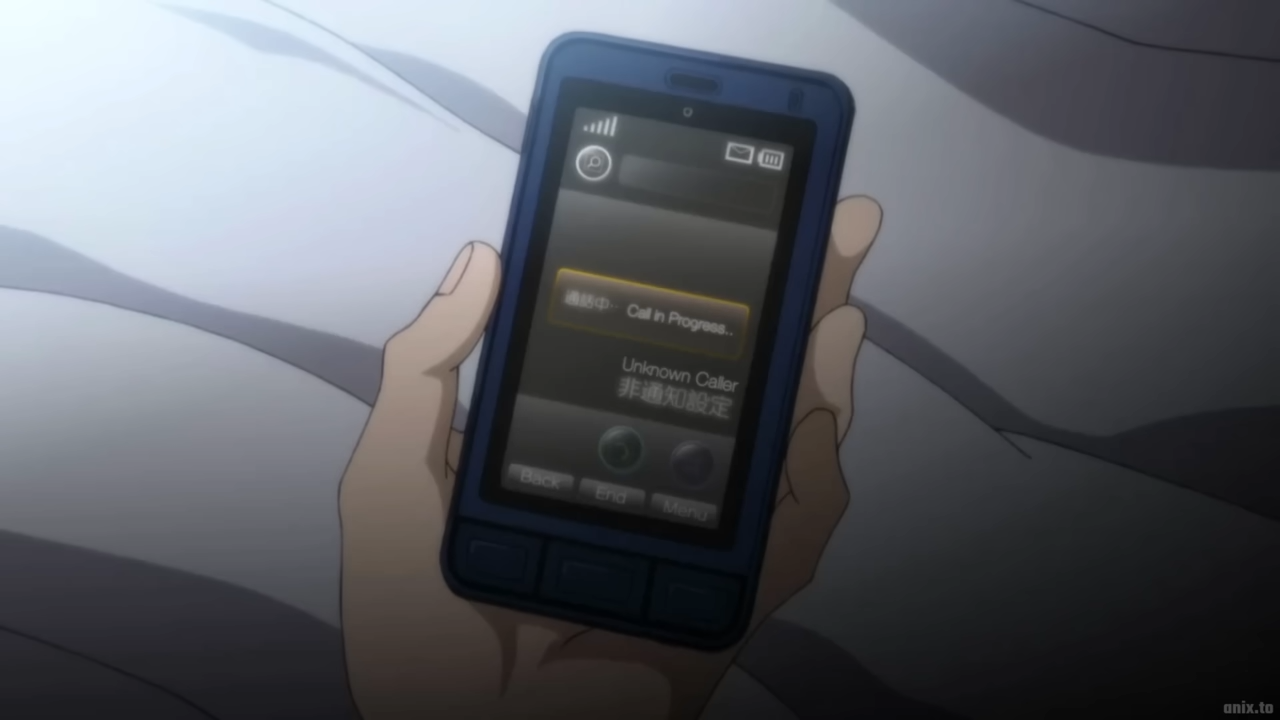 通話中‥ Call in Progress..
Unknown Caller
非通知設定
Back End Menu
anix.to